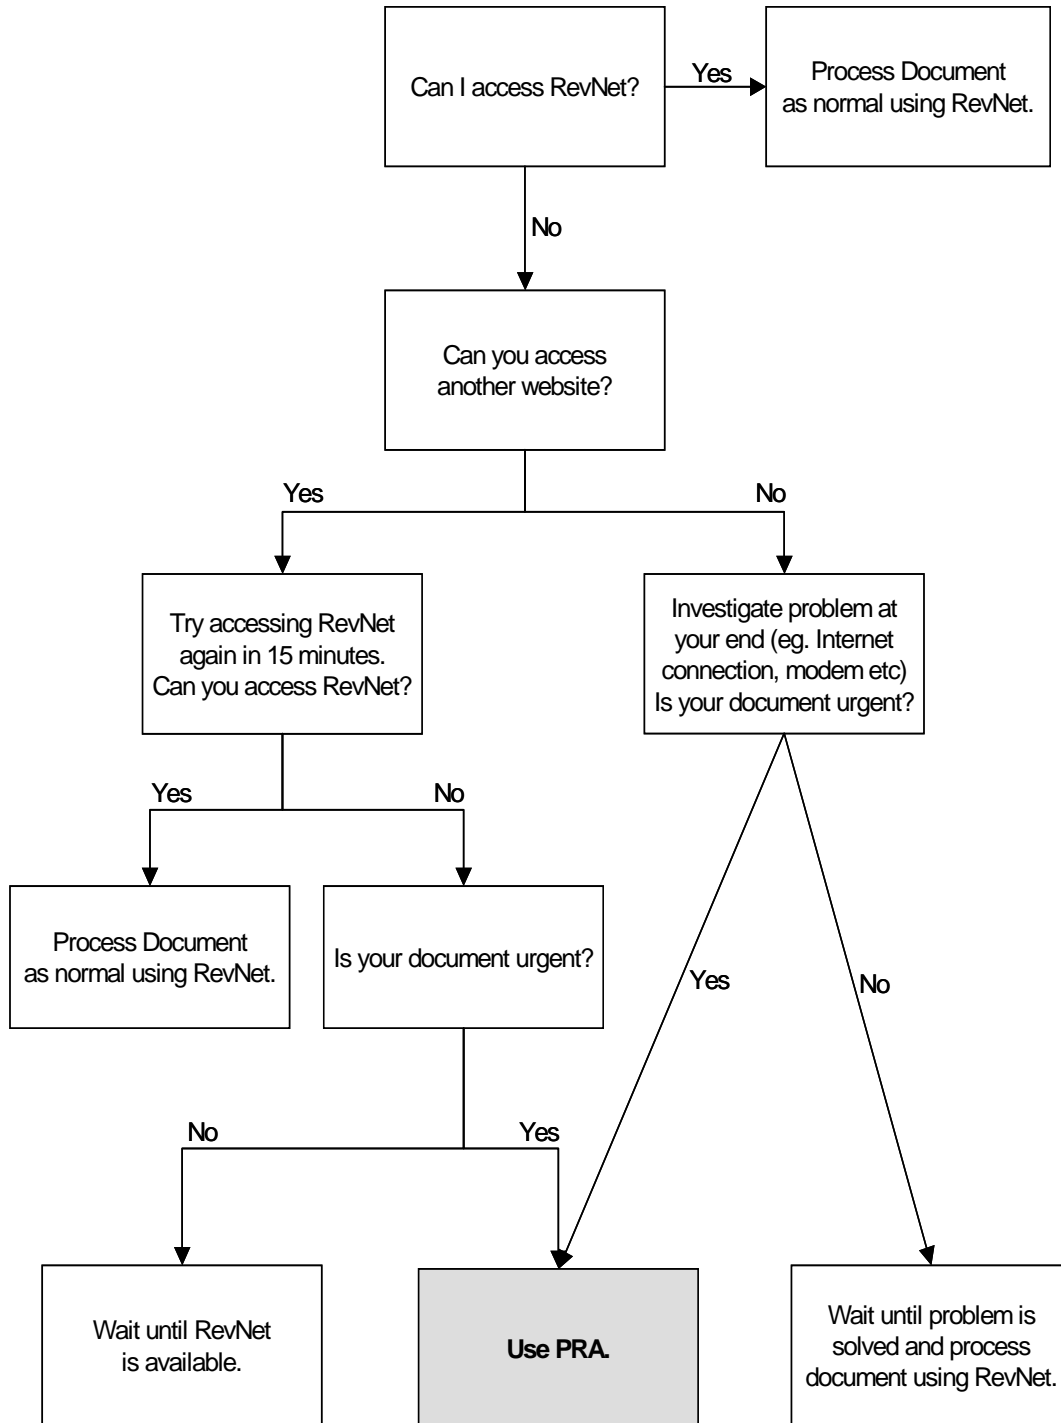 Can I access RevNet?
Yes
Process Document
as normal using RevNet.
No
Can you access
another website?
Yes
No
Try accessing RevNet
again in 15 minutes.
Can you access RevNet?
Investigate problem at
your end (eg. Internet
connection, modem etc)
Is your document urgent?
Yes
No
Process Document
as normal using RevNet.
Is your document urgent?
Yes
No
No
Yes
Wait until RevNet
is available.
Use PRA.
Wait until problem is
solved and process
document using RevNet.